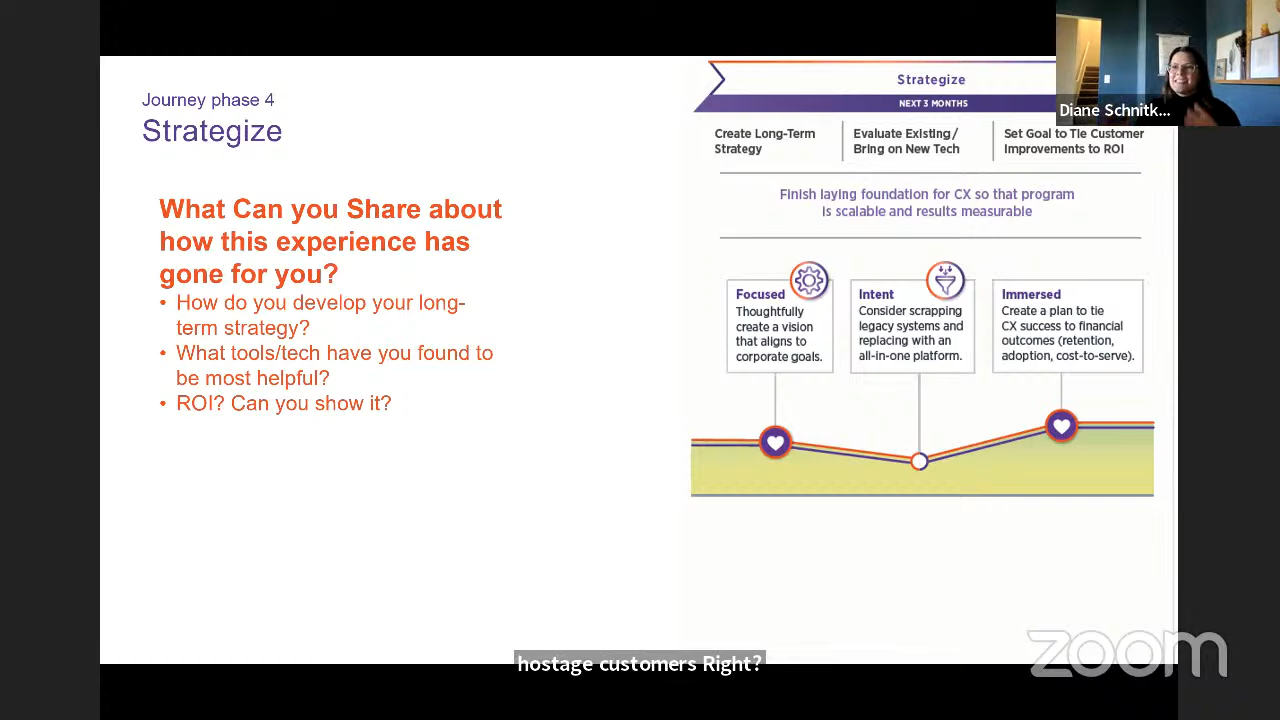 Journey phase 4
Strategize
What Can you Share about
how this experience has
gone for you?
• How do you develop your long-
term strategy?
• What tools/tech have you found to
be most helpful?
• ROI? Can you show it?
Strategize
NEXT 3 MONTHS
Create Long-Term
Strategy
Evaluate Existing/
Bring on New Tech
Set Goal to Tie Customer
Improvements to ROI
Finish laying foundation for CX so that program
is scalable and results measurable
Focused
Thoughtfully
create a vision
that aligns to
corporate goals.
Intent
Consider scrapping
legacy systems and
replacing with an
all-in-one platform.
Immersed
Create a plan to tie
CX success to financial
outcomes (retention,
adoption, cost-to-serve).
Diane Schnitk...
hostage customers Right?
zoom